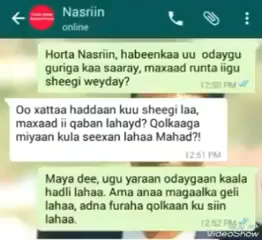 Nasriin
online
Horta Nasriin, habeenkaa uu odaygu
guriga kaa saaray, maxaad runta iigu
sheegi weyday?
12:50 PM
Oo xattaa haddaan kuu sheegi laa,
maxaad ii qaban lahayd? Qolkaaga
miyaan kula seexan lahaa Mahad?!
12:51 PM
Maya dee, ugu yaraan odaygaan kaala
hadli lahaa. Ama anaa magaalka geli
lahaa, adna furaha qolkaan ku siin
lahaa.
12:52 PM
VideoShow